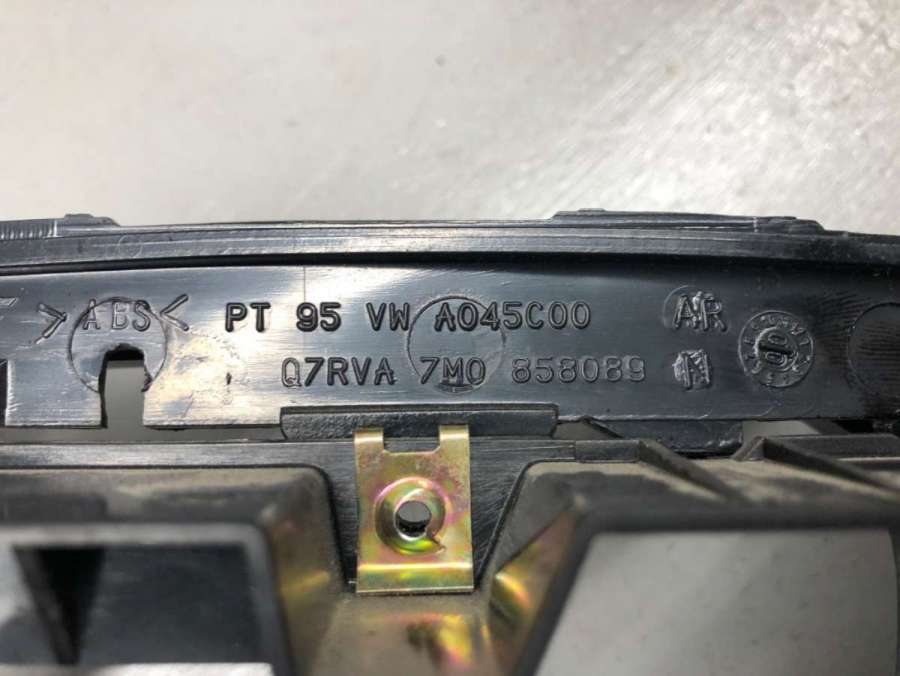 >ABS< PT 95 VW A045C00 AR
Q7RVA 7M0 858089